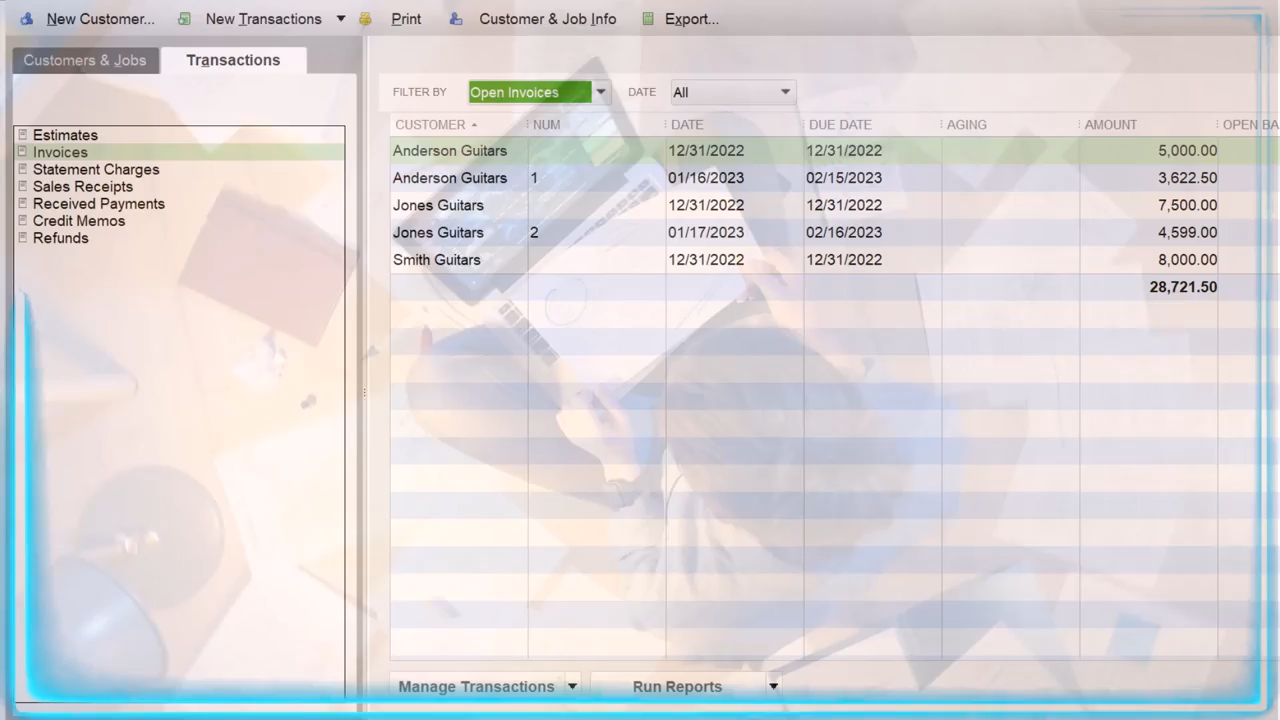 New Customer... New Transactions Print Customer & Job Info Export...
Customers & Jobs Transactions
FILTER BY Open Invoices DATE All
CUSTOMER NUM DATE DUE DATE AGING AMOUNT OPEN BA
Estimates
Invoices
Statement Charges
Sales Receipts
Received Payments
Credit Memos
Refunds
Anderson Guitars 12/31/2022 12/31/2022 5,000.00
Anderson Guitars 1 01/16/2023 02/15/2023 3,622.50
Jones Guitars 12/31/2022 12/31/2022 7,500.00
Jones Guitars 2 01/17/2023 02/16/2023 4,599.00
Smith Guitars 12/31/2022 12/31/2022 8,000.00
28,721.50
Manage Transactions Run Reports